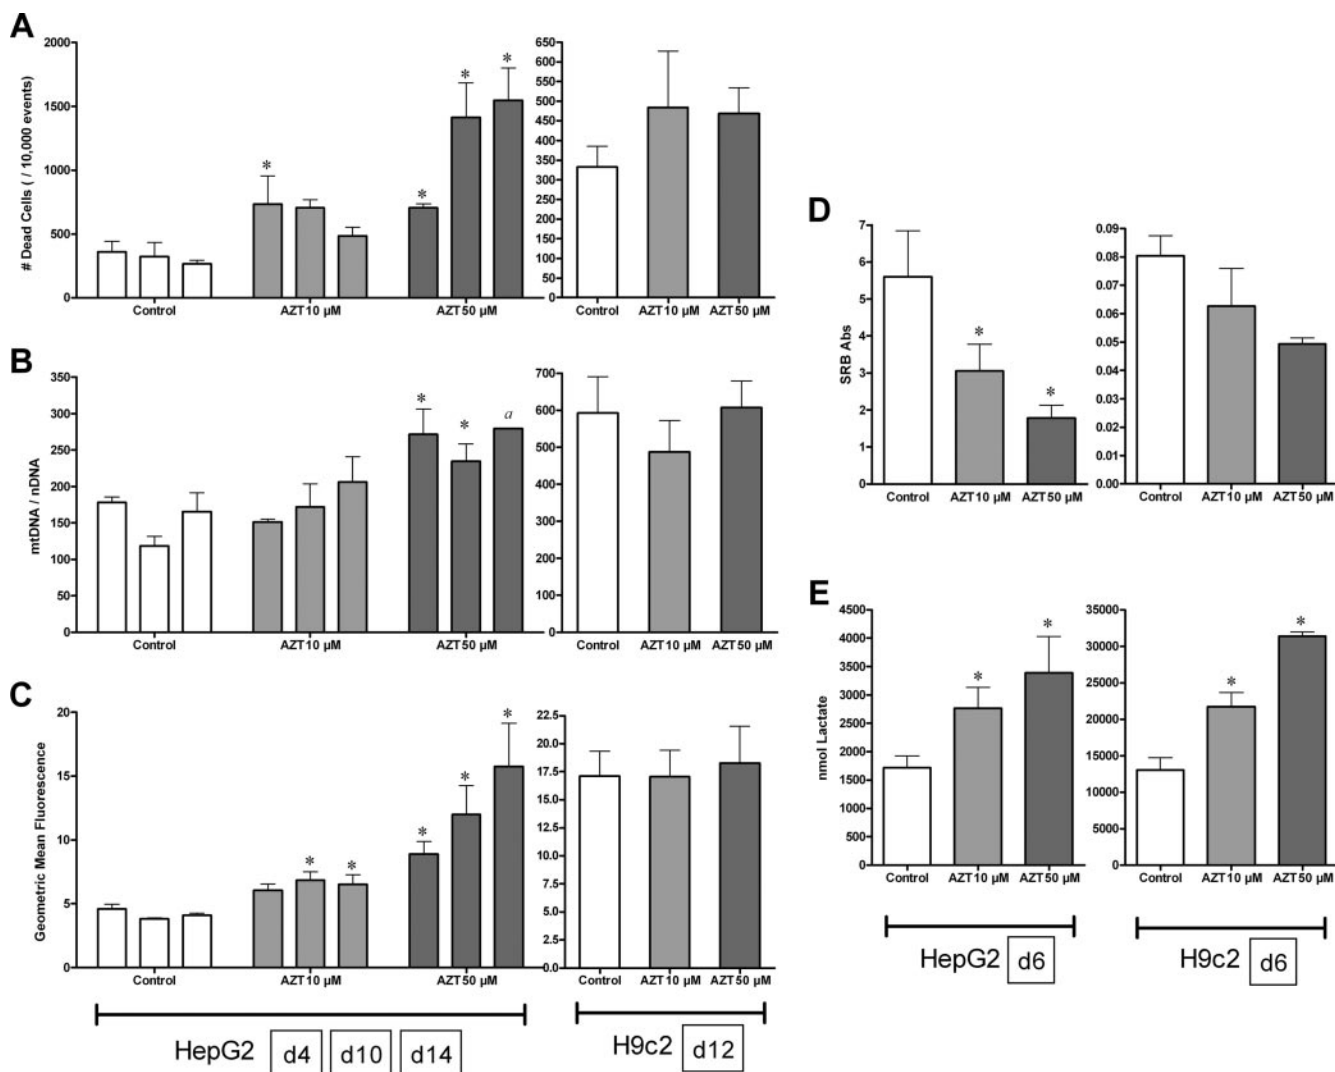 A
# Dead Cells ( / 10,000 events)
2000
1500
1000
500
0
*
*
*
*
Control
AZT10 µM
AZT50 µM
650
600
550
500
450
400
350
300
250
200
150
100
50
0
Control
AZT10 µM
AZT50 µM
B
mtDNA / nDNA
350
300
250
200
150
100
50
0
*
*
a
Control
AZT10 µM
AZT50 µM
700
600
500
400
300
200
100
0
Control
AZT10 µM
AZT50 µM
C
Geometric Mean Fluorescence
20
15
10
5
0
*
*
*
*
*
Control
AZT10 µM
AZT50 µM
22.5
20.0
17.5
15.0
12.5
10.0
7.5
5.0
2.5
0.0
Control
AZT10 µM
AZT50 µM
HepG2 d4 d10 d14
H9c2 d12
D
SRB Abs
7
6
5
4
3
2
1
0
*
*
Control
AZT10 µM
AZT50 µM
0.09
0.08
0.07
0.06
0.05
0.04
0.03
0.02
0.01
0.00
Control
AZT10 µM
AZT50 µM
E
nmol Lactate
4500
4000
3500
3000
2500
2000
1500
1000
500
0
*
*
Control
AZT10 µM
AZT50 µM
35000
30000
25000
20000
15000
10000
5000
0
*
*
Control
AZT10 µM
AZT50 µM
HepG2 d6
H9c2 d6